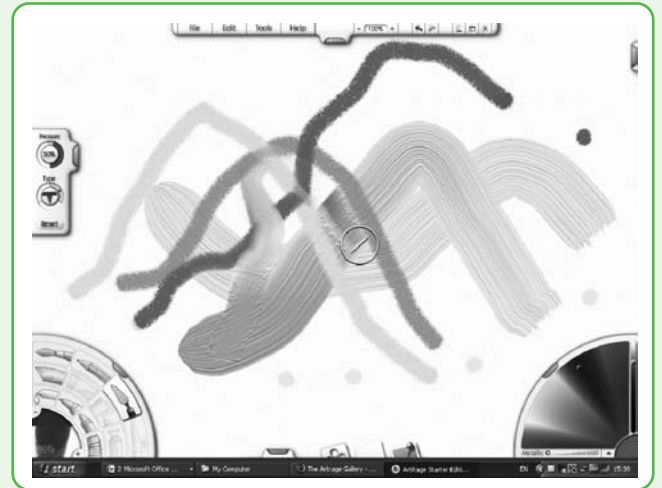 File Edit Tools Help - 100% +
Pressure
50%
Type
Reset
Metallic
start 2 Microsoft Office ... My Computer The Artrage Gallery - ... ArtRage Starter Editi... EN 15:30